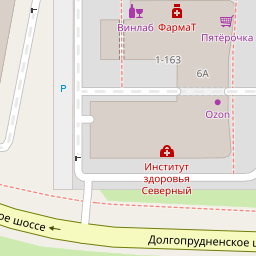 Винлаб
ФармаТ
Пятёрочка
1-163
6А
P
Ozon
Институт
здоровья
Северный
ое шоссе
Долгопрудненское ш